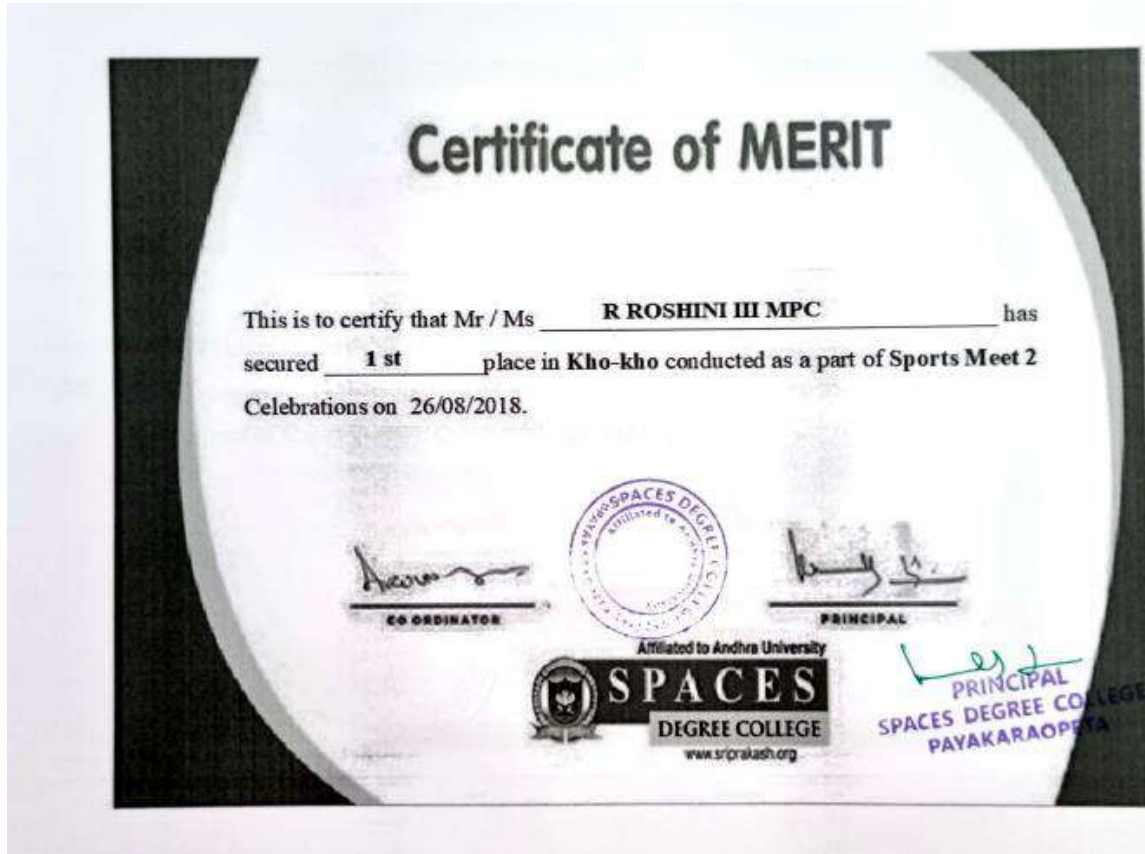 Certificate of MERIT
This is to certify that Mr / Ms R ROSHINI III MPC has
secured 1 st place in Kho-kho conducted as a part of Sports Meet 2
Celebrations on 26/08/2018.
SPACES DEGREE COLLEGE
Affiliated to
CO ORDINATOR
PRINCIPAL
Affiliated to Andhra University
SPACES
DEGREE COLLEGE
www.sriprakash.org
PRINCIPAL
SPACES DEGREE COLLEGE
PAYAKARAOPETA